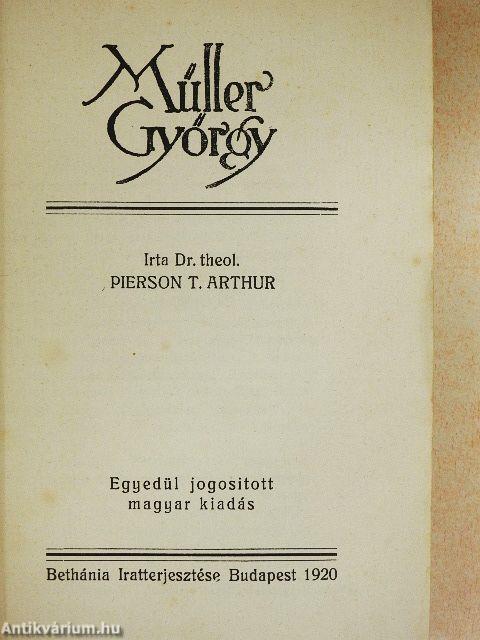 Müller
György
Irta Dr. theol.
PIERSON T. ARTHUR
Egyedül jogositott
magyar kiadás
Bethánia Iratterjesztése Budapest 1920
Antikvárium.hu